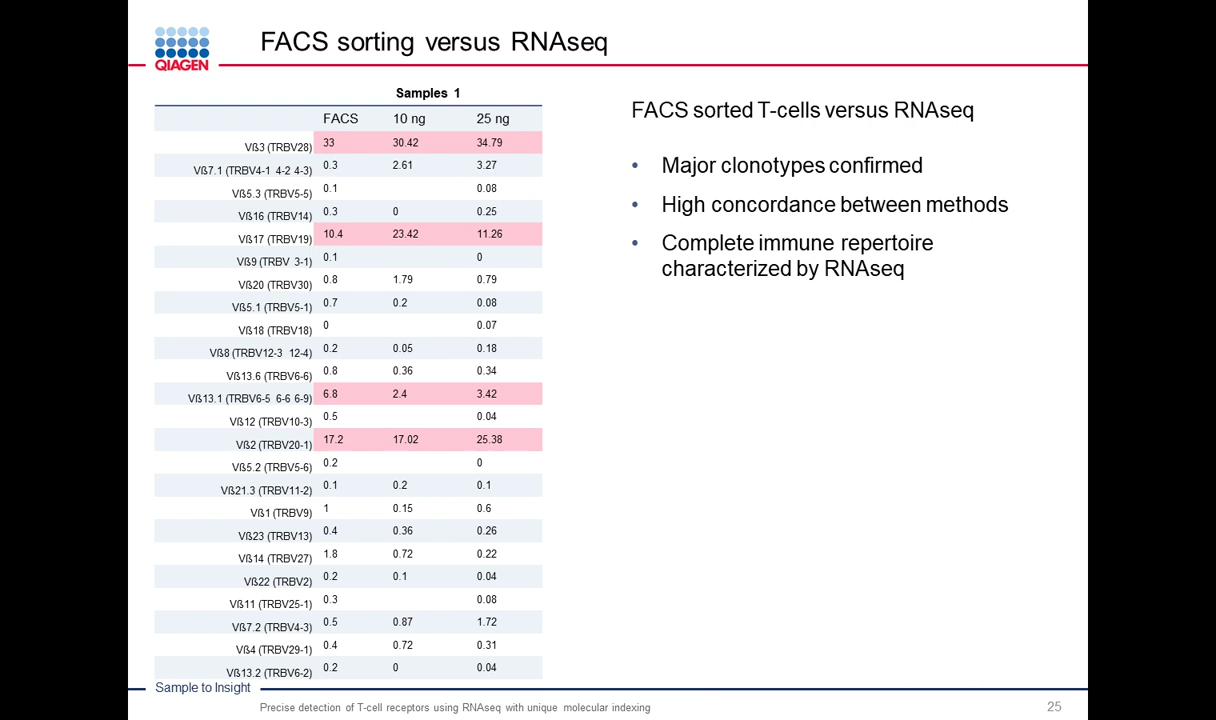 QIAGEN
FACS sorting versus RNAseq
Samples 1
FACS 10 ng 25 ng
Vß3 (TRBV28) 33 30.42 34.79
Vß7.1 (TRBV4-1 4-2 4-3) 0.3 2.61 3.27
Vß5.3 (TRBV5-5) 0.1 0.08
Vß16 (TRBV14) 0.3 0 0.25
Vß17 (TRBV19) 10.4 23.42 11.26
Vß9 (TRBV 3-1) 0.1 0
Vß20 (TRBV30) 0.8 1.79 0.79
Vß5.1 (TRBV5-1) 0.7 0.2 0.08
Vß18 (TRBV18) 0 0.07
Vß8 (TRBV12-3 12-4) 0.2 0.05 0.18
Vß13.6 (TRBV6-6) 0.8 0.36 0.34
Vß13.1 (TRBV6-5 6-6 6-9) 6.8 2.4 3.42
Vß12 (TRBV10-3) 0.5 0.04
Vß2 (TRBV20-1) 17.2 17.02 25.38
Vß5.2 (TRBV5-6) 0.2 0
Vß21.3 (TRBV11-2) 0.1 0.2 0.1
Vß1 (TRBV9) 1 0.15 0.6
Vß23 (TRBV13) 0.4 0.36 0.26
Vß14 (TRBV27) 1.8 0.72 0.22
Vß22 (TRBV2) 0.2 0.1 0.04
Vß11 (TRBV25-1) 0.3 0.08
Vß7.2 (TRBV4-3) 0.5 0.87 1.72
Vß4 (TRBV29-1) 0.4 0.72 0.31
Vß13.2 (TRBV6-2) 0.2 0 0.04
FACS sorted T-cells versus RNAseq
• Major clonotypes confirmed
• High concordance between methods
• Complete immune repertoire
characterized by RNAseq
Sample to Insight
Precise detection of T-cell receptors using RNAseq with unique molecular indexing
25